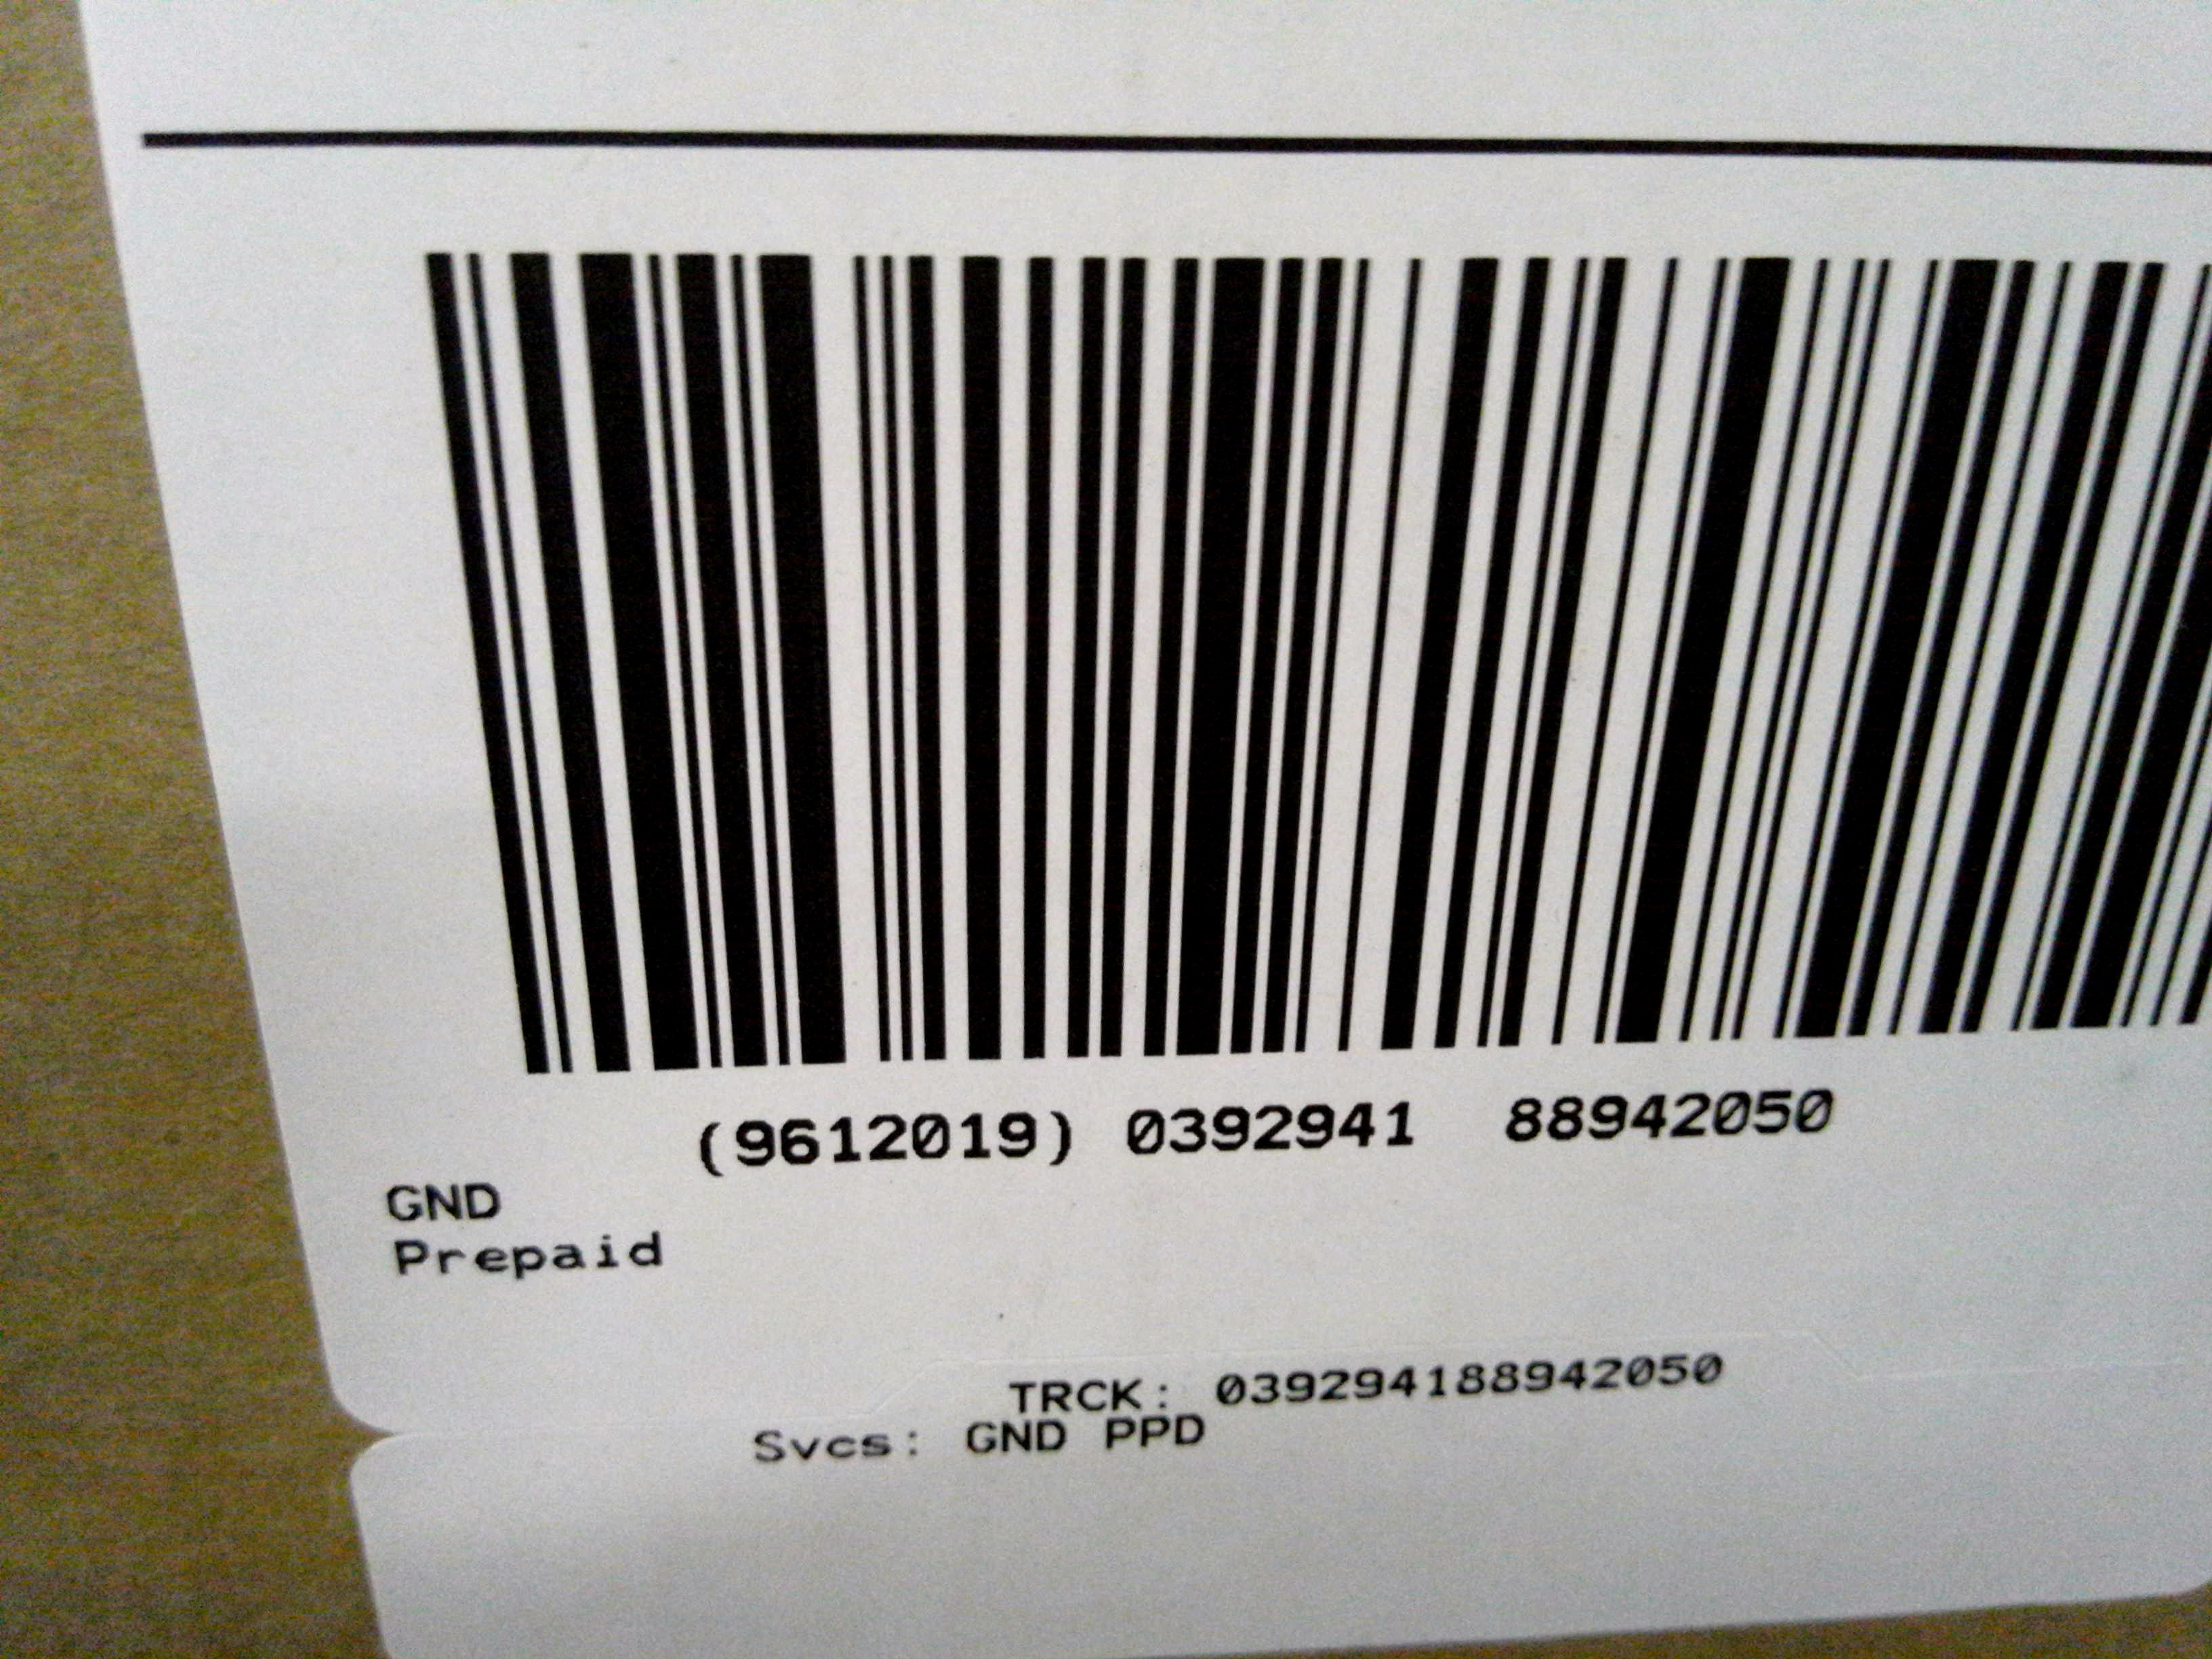 (9612019) 0392941 88942050
GND
Prepaid
TRCK: 039294188942050
Svcs: GND PPD